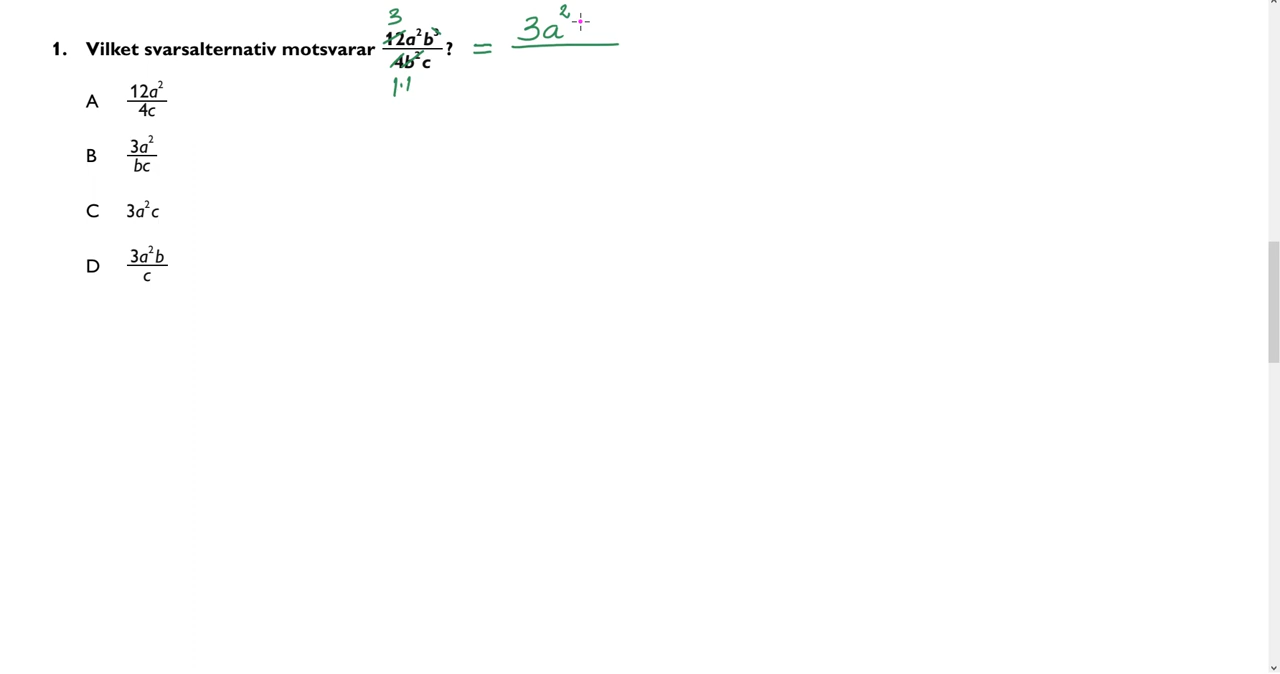 1. Vilket svarsalternativ motsvarar 12a²b³/4b²c ? = 3a²
3
1·1
A 12a²/4c
B 3a²/bc
C 3a²c
D 3a²b/c